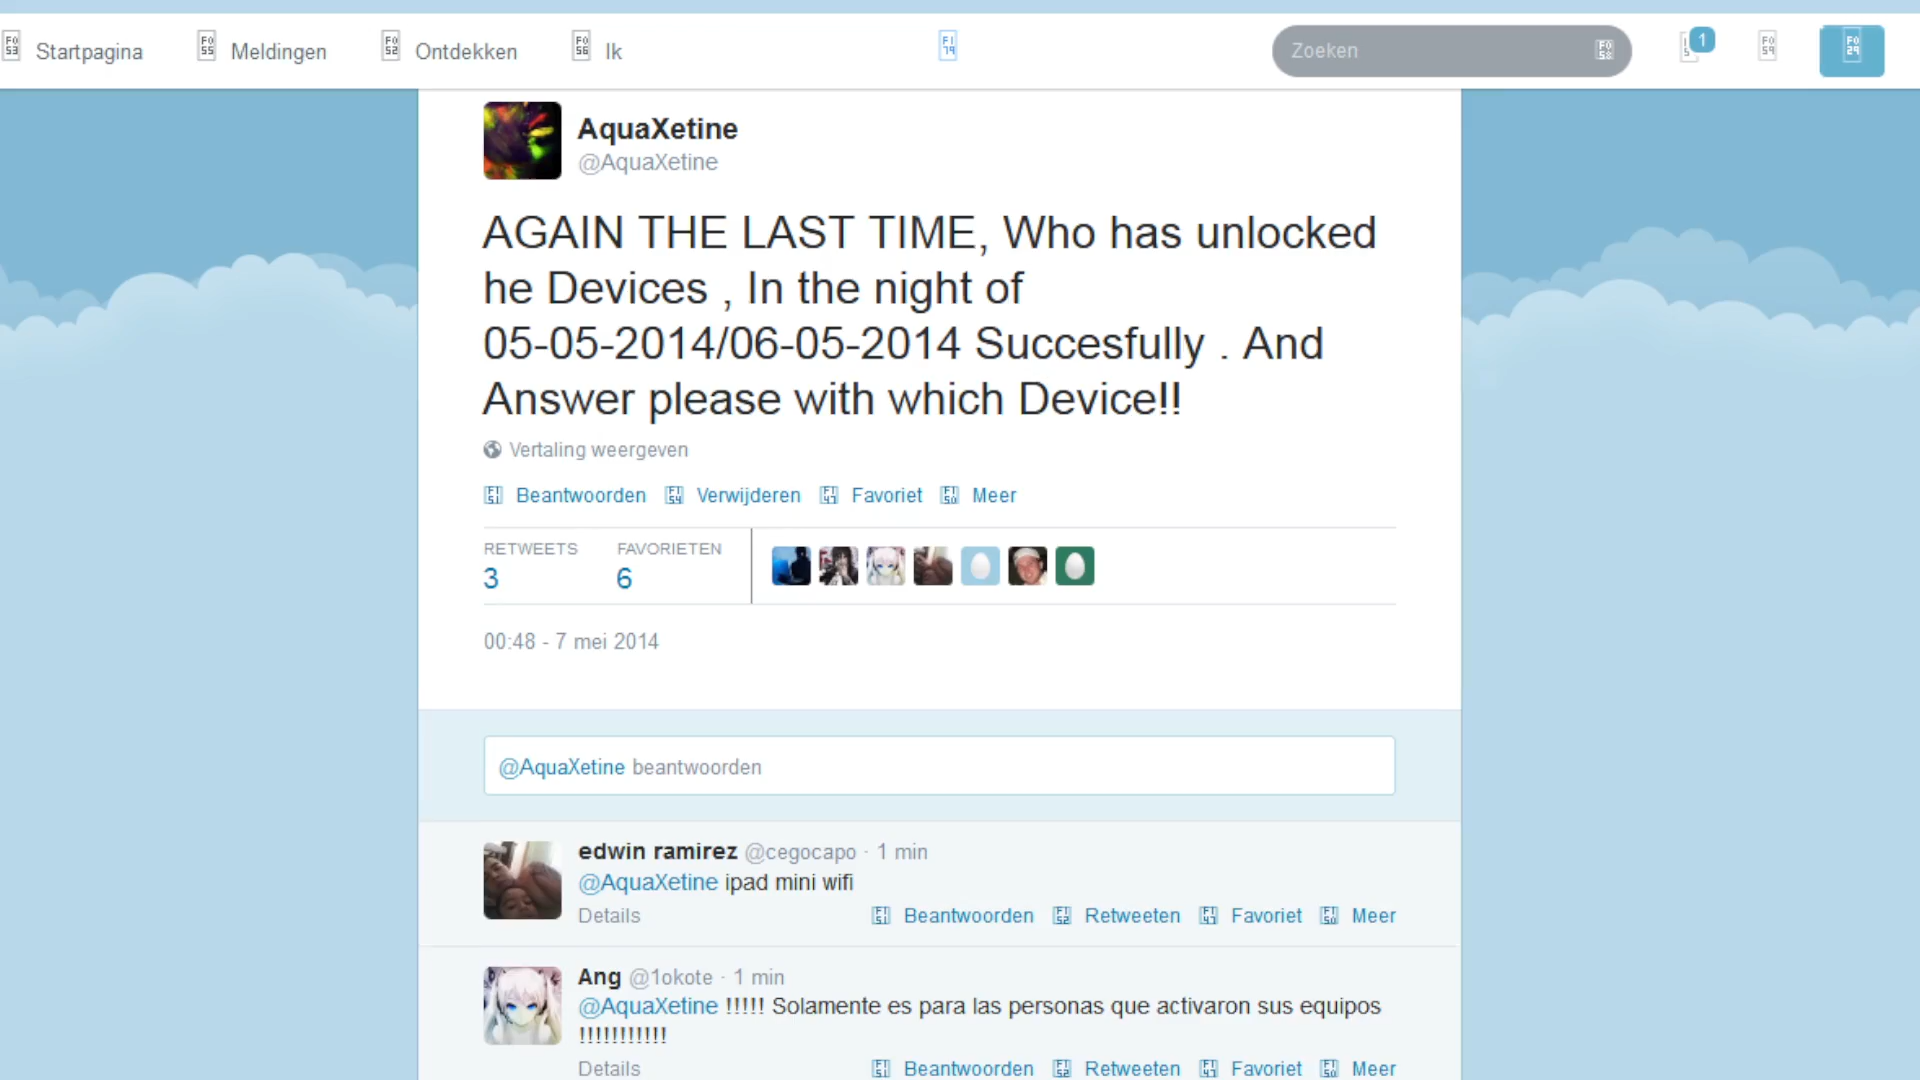 Startpagina Meldingen Ontdekken Ik Zoeken 1
AquaXetine
@AquaXetine
AGAIN THE LAST TIME, Who has unlocked
he Devices , In the night of
05-05-2014/06-05-2014 Succesfully . And
Answer please with which Device!!
Vertaling weergeven
Beantwoorden Verwijderen Favoriet Meer
RETWEETS FAVORIETEN
3 6
00:48 - 7 mei 2014
@AquaXetine beantwoorden
edwin ramirez @cegocapo · 1 min
@AquaXetine ipad mini wifi
Details Beantwoorden Retweeten Favoriet Meer
Ang @1okote · 1 min
@AquaXetine !!!!! Solamente es para las personas que activaron sus equipos
!!!!!!!!!!!
Details Beantwoorden Retweeten Favoriet Meer